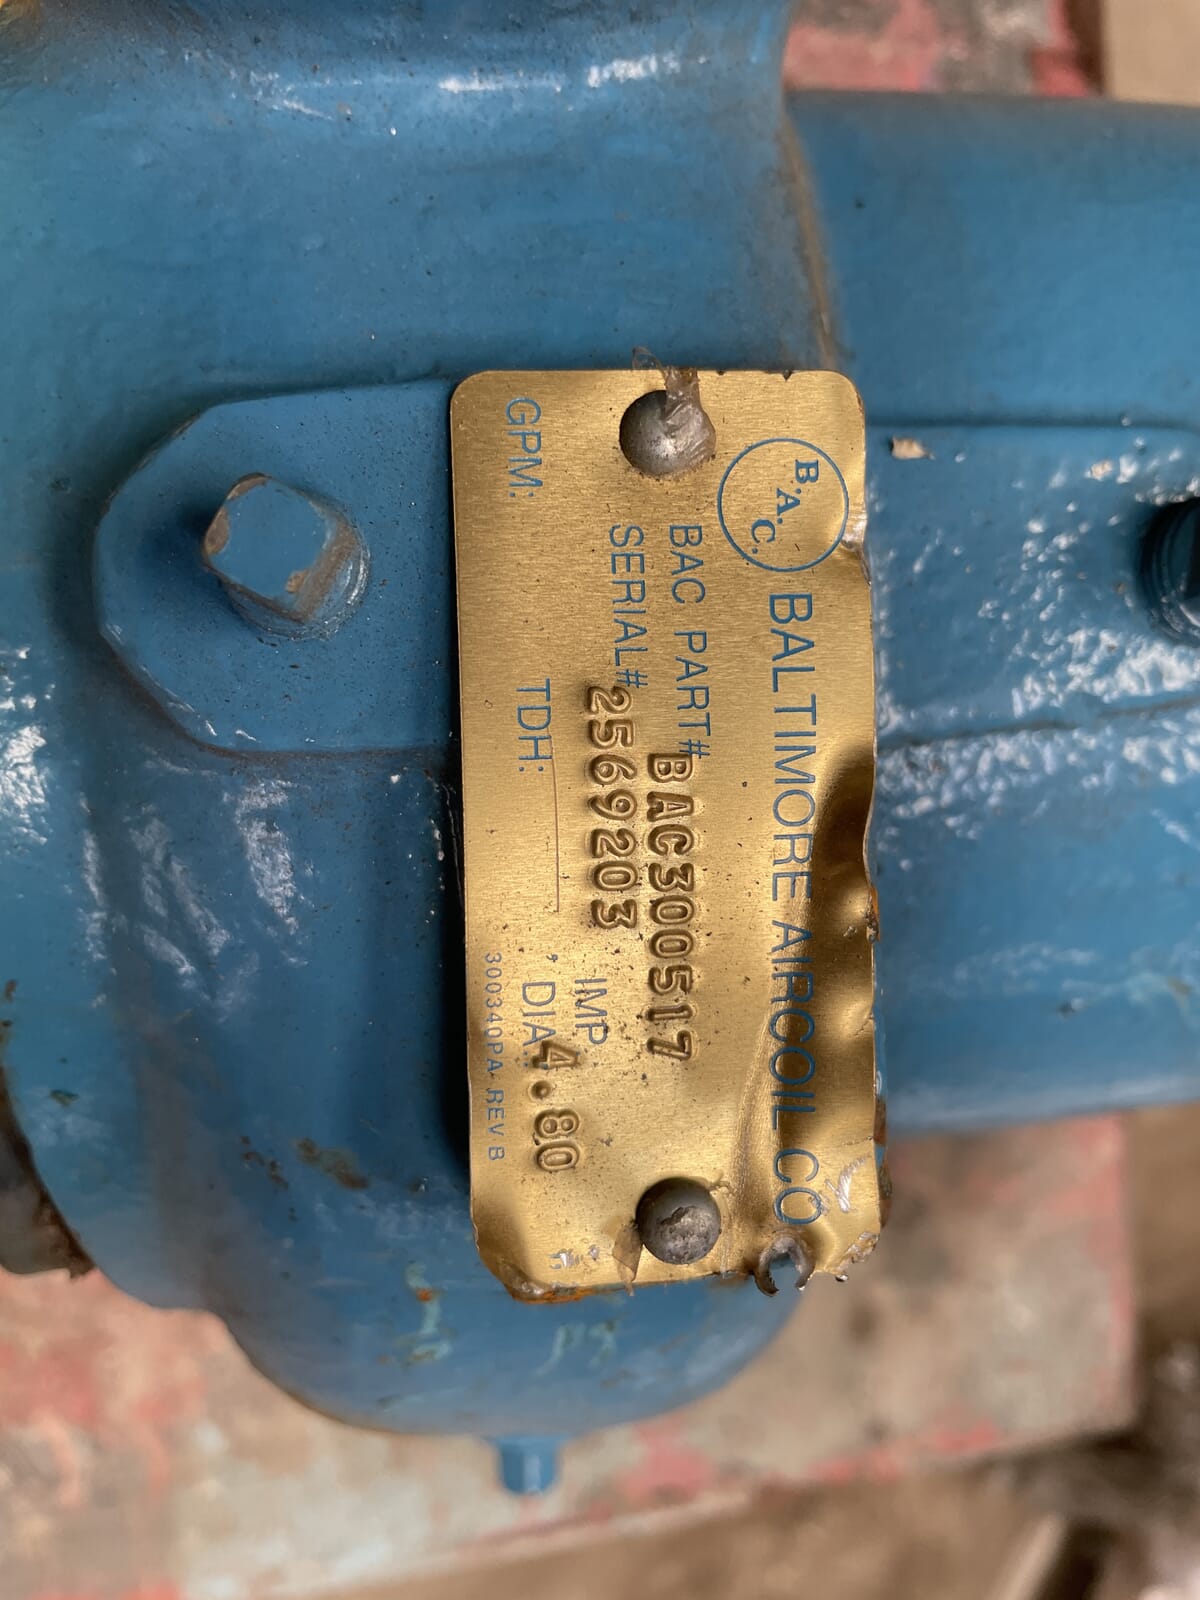 B.A.C. BALTIMORE AIRCOIL CO
BAC PART# BAC300517
SERIAL# 2569203
IMP
GPM: TDH: , DIA. 4.80
300340PA REV B